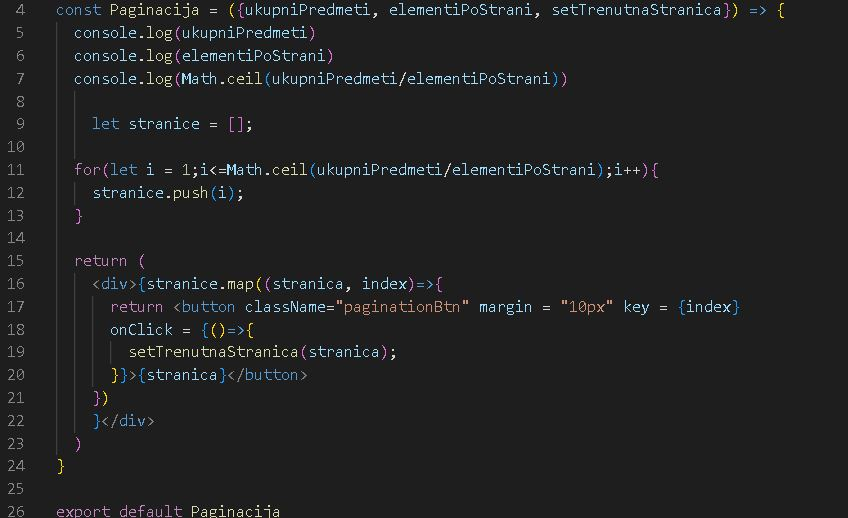 4 const Paginacija = ({ukupniPredmeti, elementiPoStrani, setTrenutnaStranica}) => {
5 console.log(ukupniPredmeti)
6 console.log(elementiPoStrani)
7 console.log(Math.ceil(ukupniPredmeti/elementiPoStrani))
8
9 let stranice = [];
10
11 for(let i = 1;i<=Math.ceil(ukupniPredmeti/elementiPoStrani);i++){
12 stranice.push(i);
13 }
14
15 return (
16 <div>{stranice.map((stranica, index)=>{
17 return <button className="paginationBtn" margin = "10px" key = {index}
18 onClick = {()=>{
19 setTrenutnaStranica(stranica);
20 }}>{stranica}</button>
21 })
22 }</div>
23 )
24 }
25
26 export default Paginacija